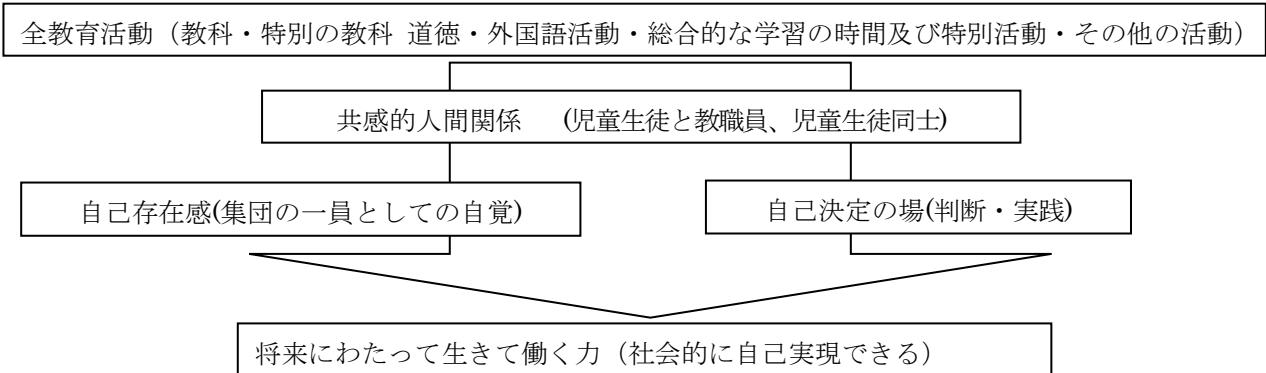 全教育活動（教科・特別の教科 道徳・外国語活動・総合的な学習の時間及び特別活動・その他の活動）
共感的人間関係　(児童生徒と教職員、児童生徒同士)
自己存在感(集団の一員としての自覚)
自己決定の場(判断・実践)
将来にわたって生きて働く力（社会的に自己実現できる）